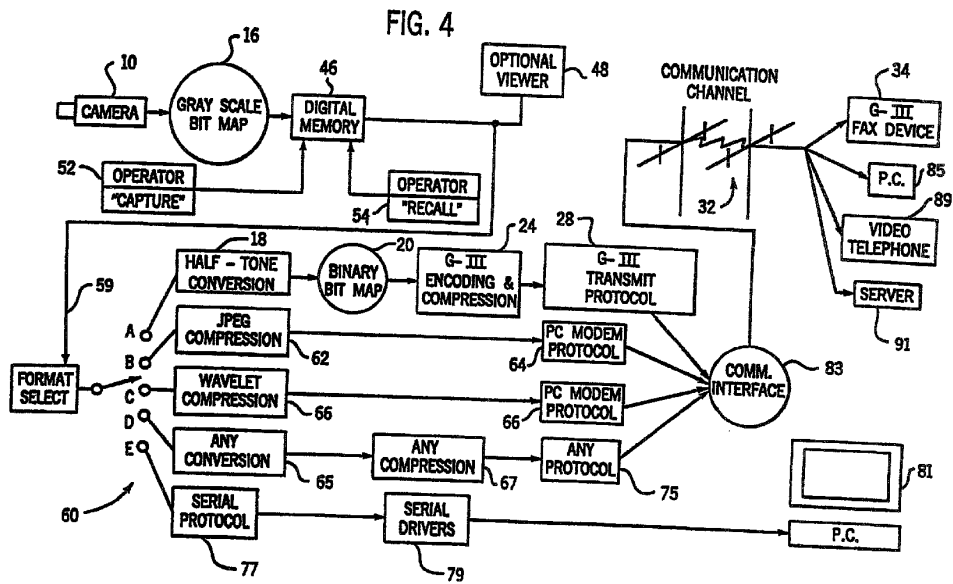 FIG. 4
10
CAMERA
16
GRAY SCALE
BIT MAP
46
DIGITAL
MEMORY
OPTIONAL
VIEWER
48
COMMUNICATION
CHANNEL
32
34
G-III
FAX DEVICE
P.C.
85
89
VIDEO
TELEPHONE
SERVER
91
52
OPERATOR
"CAPTURE"
OPERATOR
"RECALL"
54
59
18
HALF-TONE
CONVERSION
20
BINARY
BIT MAP
24
G-III
ENCODING &
COMPRESSION
28
G-III
TRANSMIT
PROTOCOL
A
B
C
D
E
JPEG
COMPRESSION
62
PC MODEM
PROTOCOL
64
FORMAT
SELECT
WAVELET
COMPRESSION
66
PC MODEM
PROTOCOL
66
COMM.
INTERFACE
83
ANY
CONVERSION
65
ANY
COMPRESSION
67
ANY
PROTOCOL
75
60
SERIAL
PROTOCOL
77
SERIAL
DRIVERS
79
81
P.C.